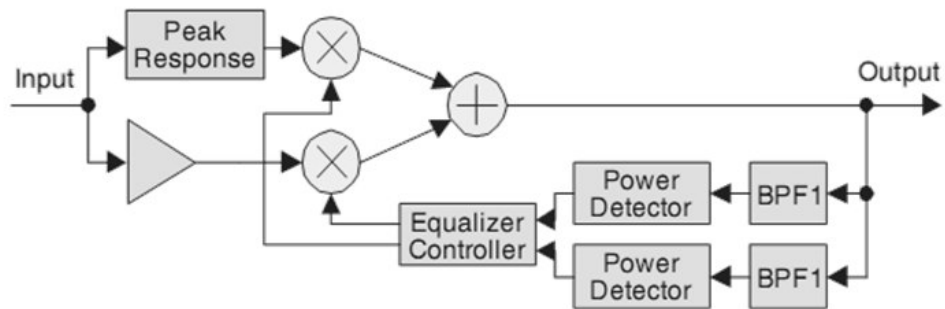 Peak
Response
Input
Output
Power
Detector
BPF1
Equalizer
Controller
Power
Detector
BPF1